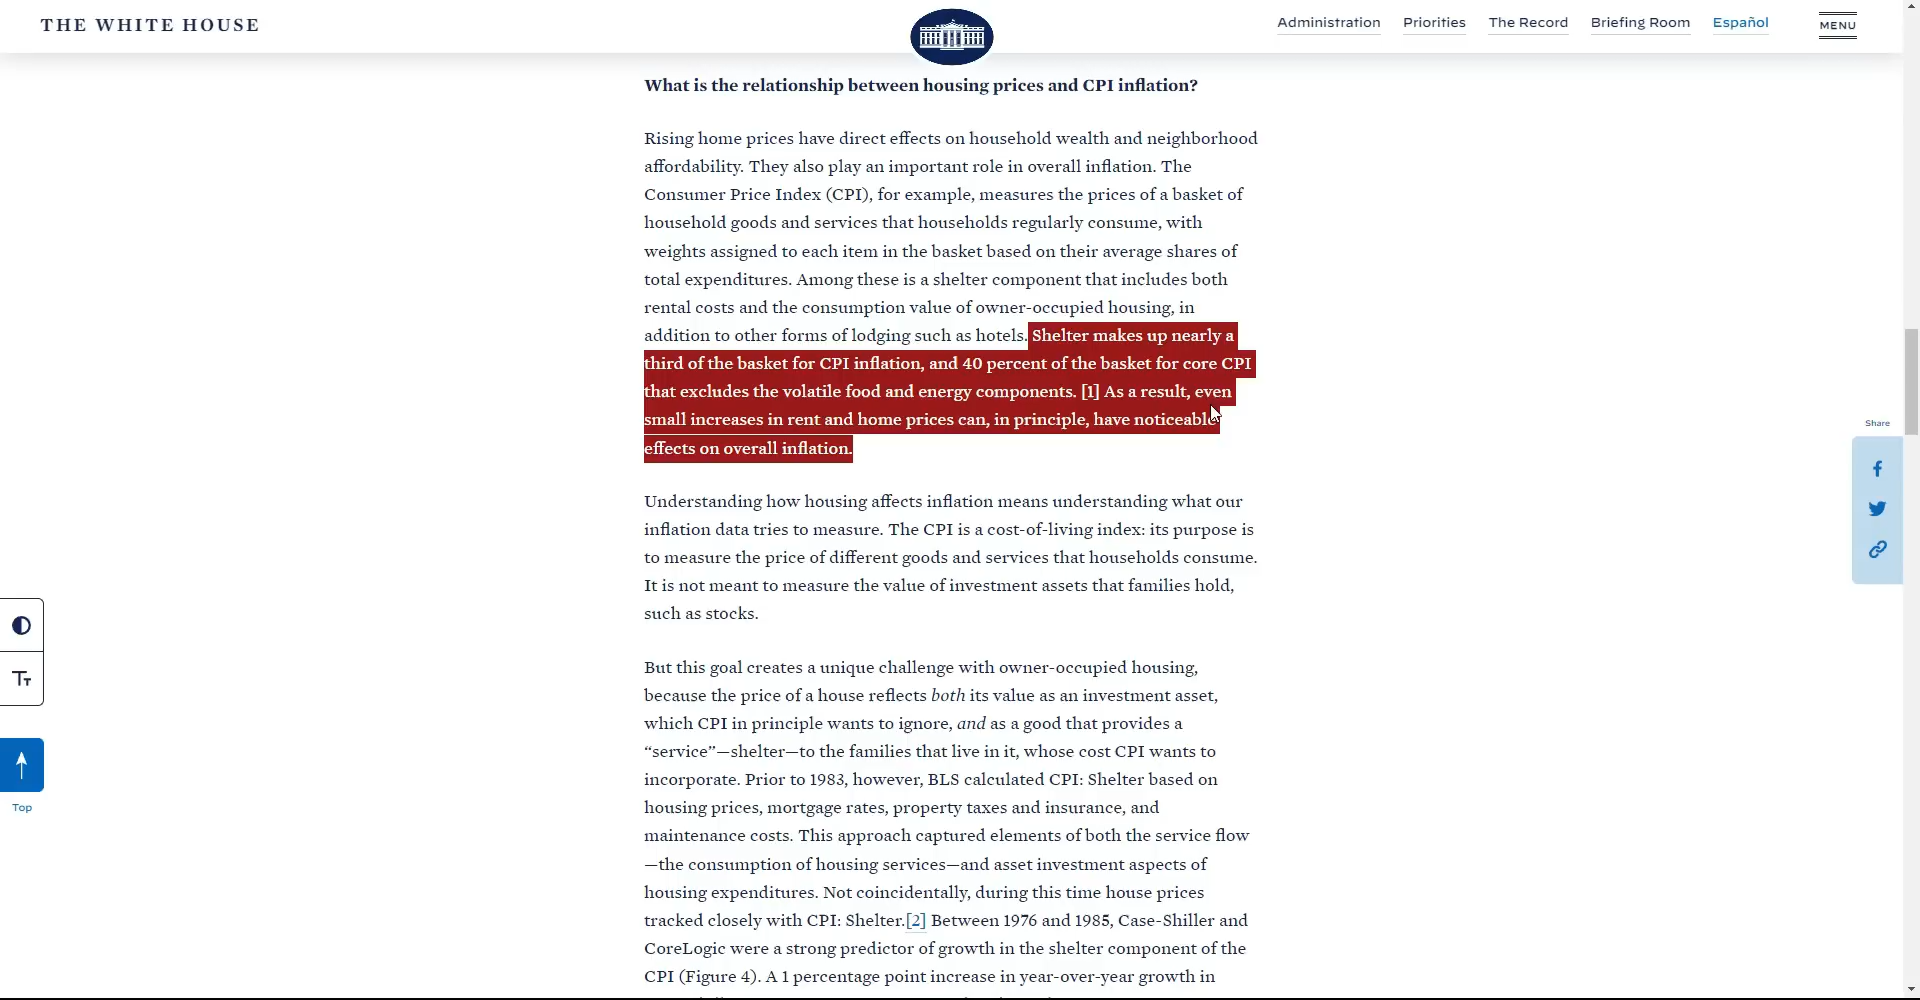 THE WHITE HOUSE
Administration
Priorities
The Record
Briefing Room
Español
MENU
What is the relationship between housing prices and CPI inflation?
Rising home prices have direct effects on household wealth and neighborhood
affordability. They also play an important role in overall inflation. The
Consumer Price Index (CPI), for example, measures the prices of a basket of
household goods and services that households regularly consume, with
weights assigned to each item in the basket based on their average shares of
total expenditures. Among these is a shelter component that includes both
rental costs and the consumption value of owner-occupied housing, in
addition to other forms of lodging such as hotels. Shelter makes up nearly a
third of the basket for CPI inflation, and 40 percent of the basket for core CPI
that excludes the volatile food and energy components. [1] As a result, even
small increases in rent and home prices can, in principle, have noticeable
effects on overall inflation.
Understanding how housing affects inflation means understanding what our
inflation data tries to measure. The CPI is a cost-of-living index: its purpose is
to measure the price of different goods and services that households consume.
It is not meant to measure the value of investment assets that families hold,
such as stocks.
But this goal creates a unique challenge with owner-occupied housing,
because the price of a house reflects both its value as an investment asset,
which CPI in principle wants to ignore, and as a good that provides a
“service”—shelter—to the families that live in it, whose cost CPI wants to
incorporate. Prior to 1983, however, BLS calculated CPI: Shelter based on
housing prices, mortgage rates, property taxes and insurance, and
maintenance costs. This approach captured elements of both the service flow
—the consumption of housing services—and asset investment aspects of
housing expenditures. Not coincidentally, during this time house prices
tracked closely with CPI: Shelter.[2] Between 1976 and 1985, Case-Shiller and
CoreLogic were a strong predictor of growth in the shelter component of the
CPI (Figure 4). A 1 percentage point increase in year-over-year growth in
Share
Tт
Top